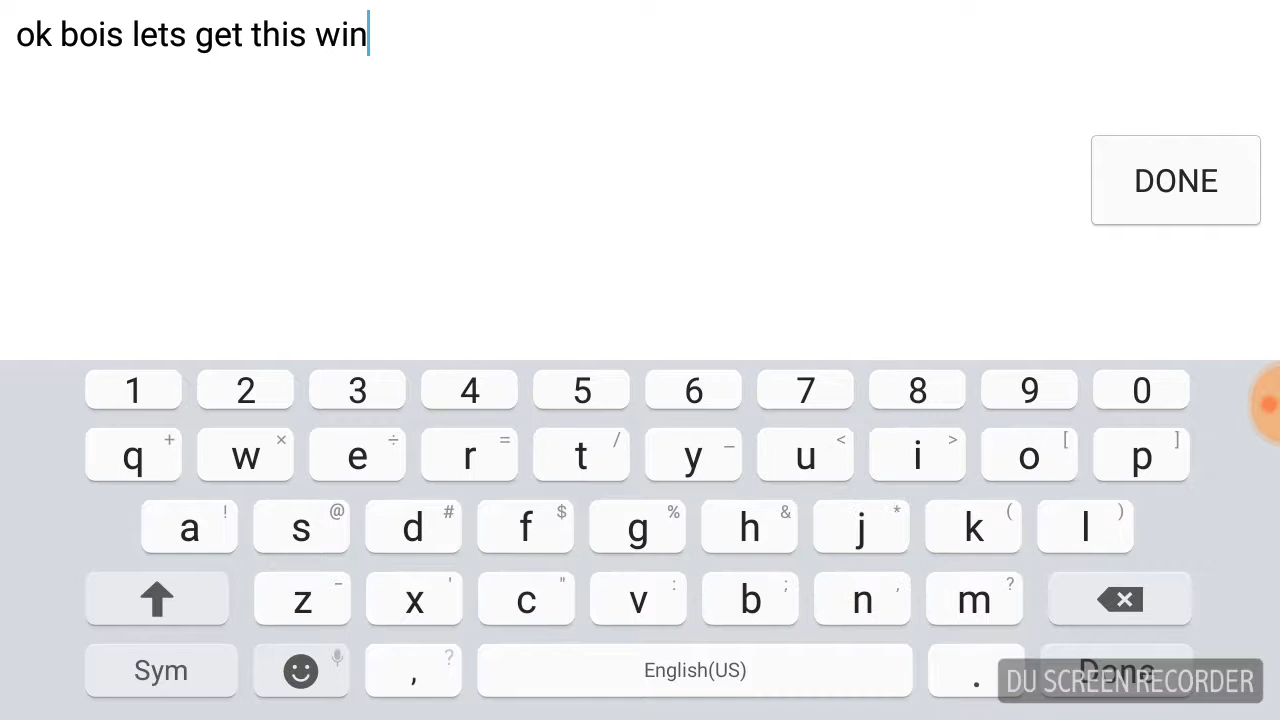 ok bois lets get this win
DONE
1 2 3 4 5 6 7 8 9 0
q + w × e ÷ r = t / y _ u < i > o [ p ]
a ! s @ d # f $ g % h & j * k ( l )
z - x ' c " v : b ; n , m ?
Sym , ? English(US) . Done
DU SCREEN RECORDER